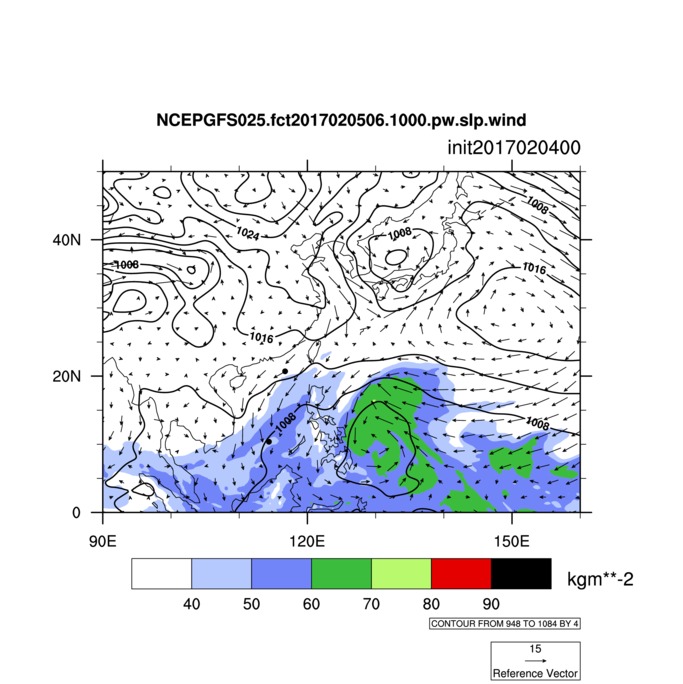 NCEPGFS025.fct2017020506.1000.pw.slp.wind
init2017020400
1008
1024
1008
40N
1008
1016
1016
20N
1008
1008
0
90E 120E 150E
kgm**-2
40 50 60 70 80 90
CONTOUR FROM 948 TO 1084 BY 4
15
Reference Vector